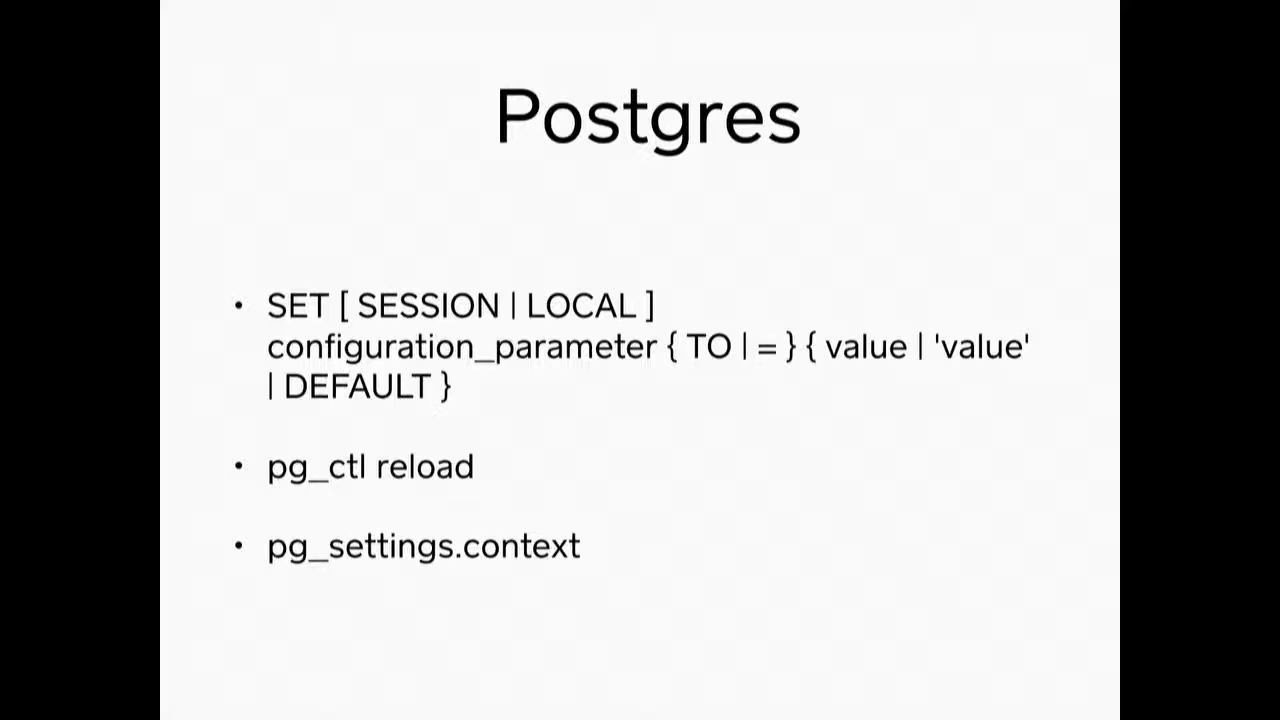 Postgres
• SET [ SESSION | LOCAL ]
configuration_parameter { TO | = } { value | 'value'
| DEFAULT }
• pg_ctl reload
• pg_settings.context